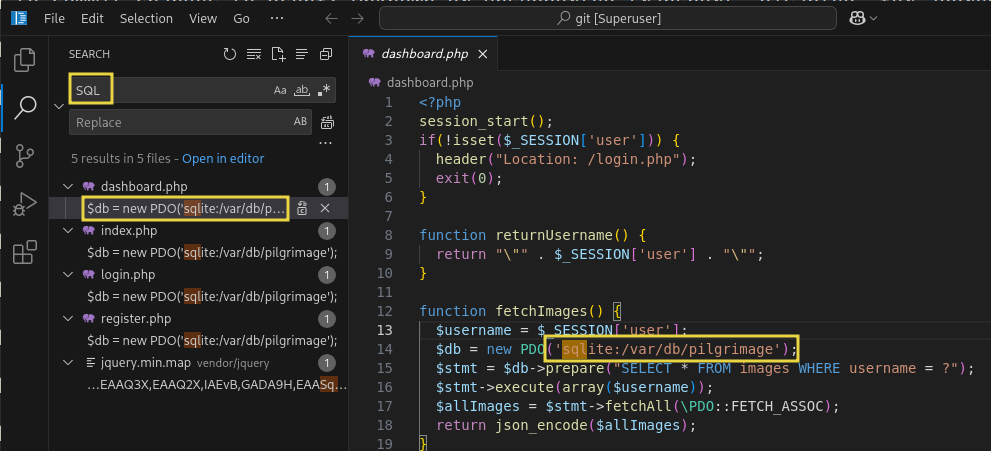 File Edit Selection View Go ··· git [Superuser]
SEARCH
SQL Aa ab .*
Replace AB
5 results in 5 files - Open in editor
dashboard.php 1
$db = new PDO('sqlite:/var/db/p...
index.php 1
$db = new PDO('sqlite:/var/db/pilgrimage');
login.php 1
$db = new PDO('sqlite:/var/db/pilgrimage');
register.php 1
$db = new PDO('sqlite:/var/db/pilgrimage');
jquery.min.map vendor/jquery 1
...EAAQ3X,EAAQ2X,IAEvB,GADA9H,EAASq...
dashboard.php
dashboard.php
1 <?php
2 session_start();
3 if(!isset($_SESSION['user'])) {
4 header("Location: /login.php");
5 exit(0);
6 }
7
8 function returnUsername() {
9 return "\"" . $_SESSION['user'] . "\"";
10 }
11
12 function fetchImages() {
13 $username = $_SESSION['user'];
14 $db = new PDO('sqlite:/var/db/pilgrimage');
15 $stmt = $db->prepare("SELECT * FROM images WHERE username = ?");
16 $stmt->execute(array($username));
17 $allImages = $stmt->fetchAll(\PDO::FETCH_ASSOC);
18 return json_encode($allImages);
19 }